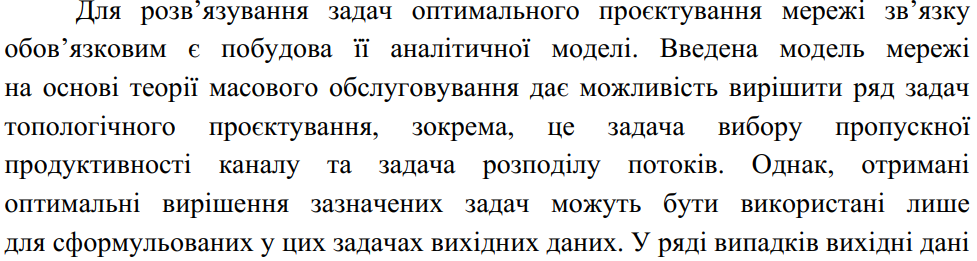 Для розв’язування задач оптимального проєктування мережі зв’язку
обов’язковим є побудова її аналітичної моделі. Введена модель мережі
на основі теорії масового обслуговування дає можливість вирішити ряд задач
топологічного проєктування, зокрема, це задача вибору пропускної
продуктивності каналу та задача розподілу потоків. Однак, отримані
оптимальні вирішення зазначених задач можуть бути використані лише
для сформульованих у цих задачах вихідних даних. У ряді випадків вихідні дані